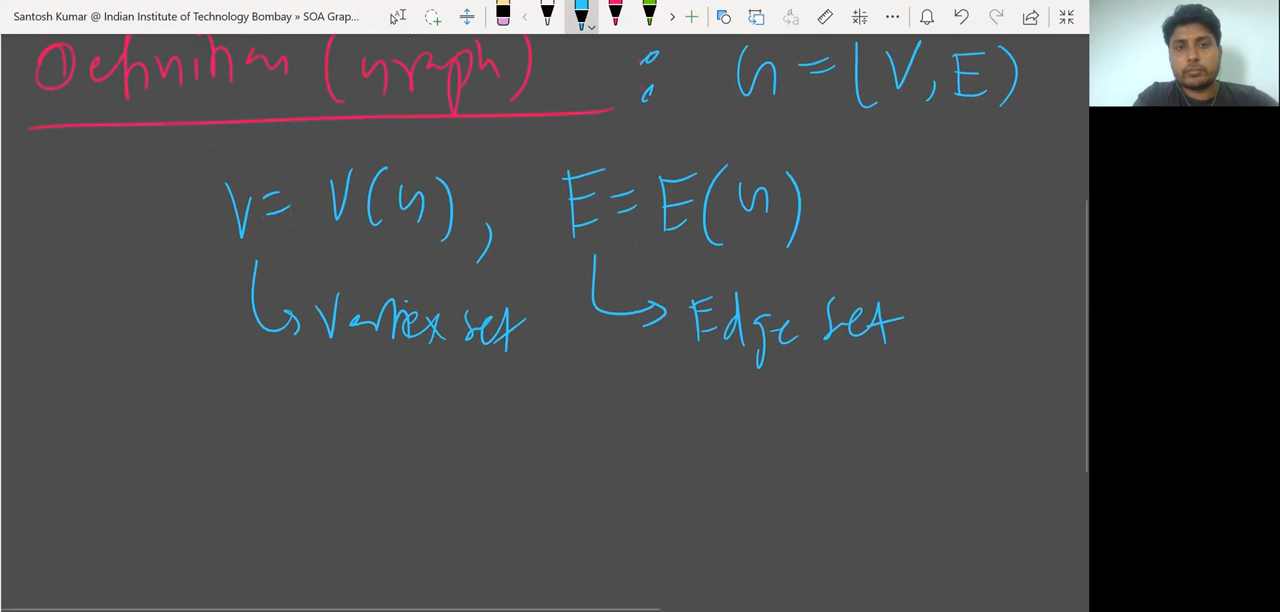 Santosh Kumar @ Indian Institute of Technology Bombay » SOA Grap...
Definition (Graph) : G = (V, E)
V = V(G), E = E(G)
Vertex set Edge set